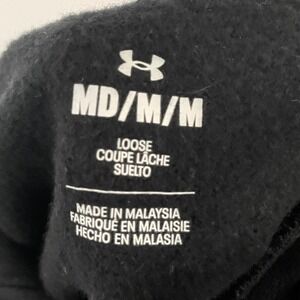 MD/M/M
LOOSE
COUPE LÂCHE
SUELTO
MADE IN MALAYSIA
FABRIQUÉ EN MALAISIE
HECHO EN MALASIA